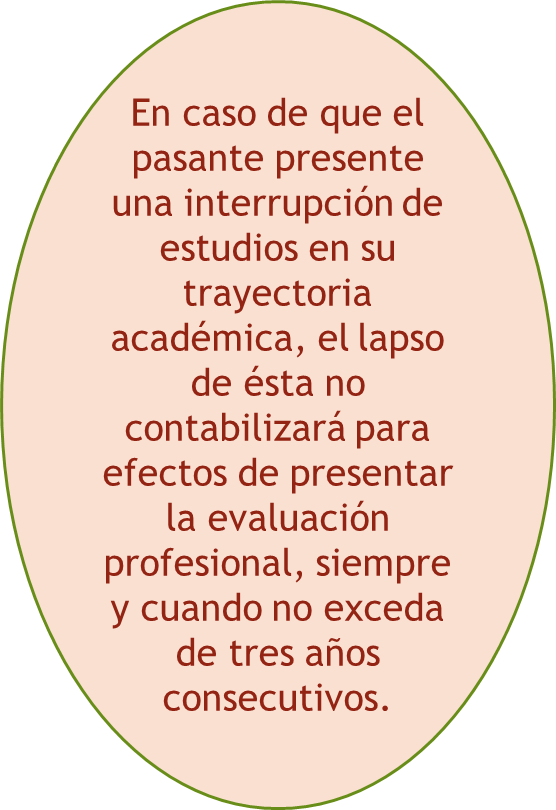 En caso de que el
pasante presente
una interrupción de
estudios en su
trayectoria
académica, el lapso
de ésta no
contabilizará para
efectos de presentar
la evaluación
profesional, siempre
y cuando no exceda
de tres años
consecutivos.